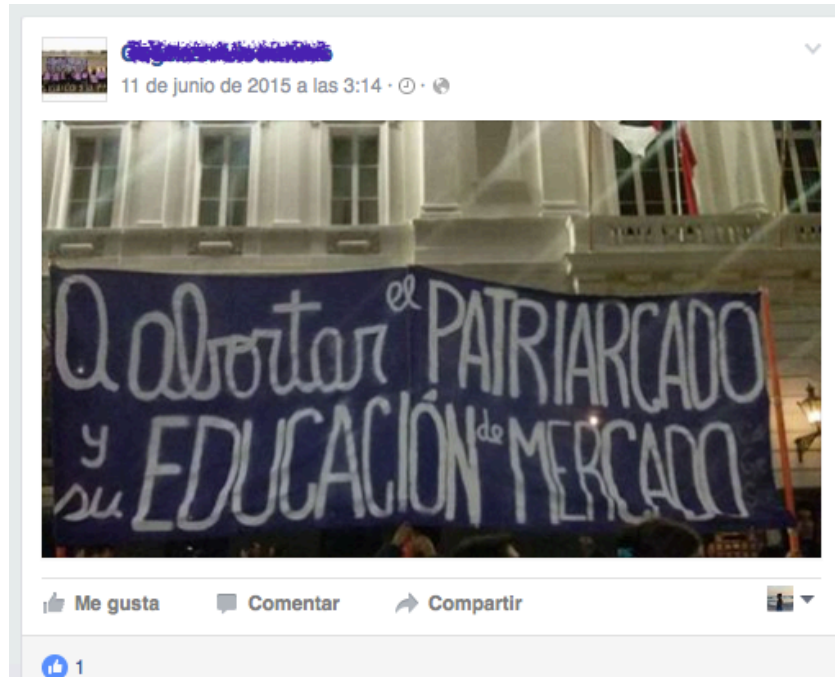 11 de junio de 2015 a las 3:14
A abortar el PATRIARCADO
y su EDUCACIÓN de MERCADO
Me gusta Comentar Compartir
1